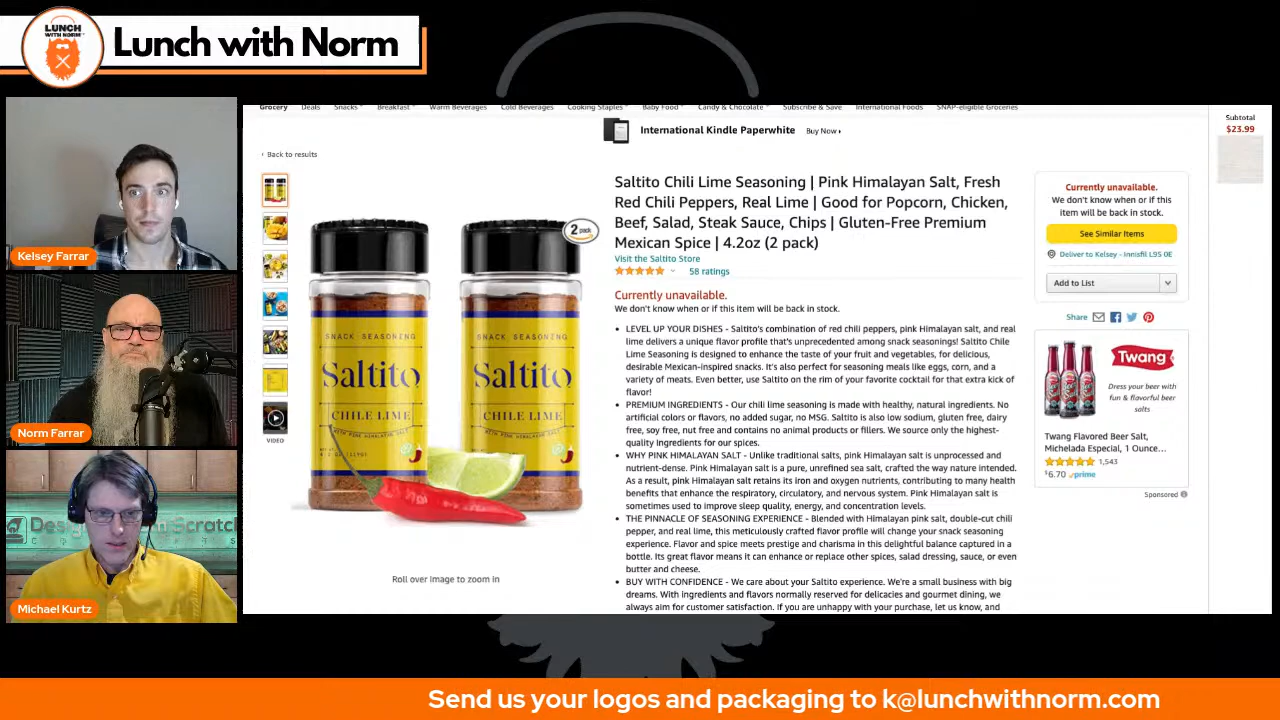 LUNCH
WITH NORM
Lunch with Norm
Kelsey Farrar
Norm Farrar
Michael Kurtz
Grocery Deals Snacks Breakfast Warm Beverages Cold Beverages Cooking Staples Baby Food Candy & Chocolate Subscribe & Save International Foods SNAP-eligible Groceries
International Kindle Paperwhite Buy Now
‹ Back to results
2 pack
SNACK SEASONING
Saltito
CHILE LIME
WITH PINK HIMALAYAN SALT
SNACK SEASONING
Saltito
CHILE LIME
WITH PINK HIMALAYAN SALT
VIDEO
Roll over image to zoom in
Saltito Chili Lime Seasoning | Pink Himalayan Salt, Fresh
Red Chili Peppers, Real Lime | Good for Popcorn, Chicken,
Beef, Salad, Steak Sauce, Chips | Gluten-Free Premium
Mexican Spice | 4.2oz (2 pack)
Visit the Saltito Store
58 ratings
Currently unavailable.
We don't know when or if this item will be back in stock.
• LEVEL UP YOUR DISHES - Saltito's combination of red chili peppers, pink Himalayan salt, and real
lime delivers a unique flavor profile that's unprecedented among snack seasonings! Saltito Chile
Lime Seasoning is designed to enhance the taste of your fruit and vegetables, for delicious,
desirable Mexican-inspired snacks. It's also perfect for seasoning meals like eggs, corn, and a
variety of meats. Even better, use Saltito on the rim of your favorite cocktail for that extra kick of
flavor!
• PREMIUM INGREDIENTS - Our chili lime seasoning is made with healthy, natural ingredients. No
artificial colors or flavors, no added sugar, no MSG. Saltito is also low sodium, gluten free, dairy
free, soy free, nut free and contains no animal products or fillers. We source only the highest-
quality ingredients for our spices.
• WHY PINK HIMALAYAN SALT - Unlike traditional salts, pink Himalayan salt is unprocessed and
nutrient-dense. Pink Himalayan salt is a pure, unrefined sea salt, crafted the way nature intended.
As a result, pink Himalayan salt retains its iron and oxygen nutrients, contributing to many health
benefits that enhance the respiratory, circulatory, and nervous system. Pink Himalayan salt is
sometimes used to improve sleep quality, energy, and concentration levels.
• THE PINNACLE OF SEASONING EXPERIENCE - Blended with Himalayan pink salt, double-cut chili
pepper, and real lime, this meticulously crafted flavor profile will change your snack seasoning
experience. Flavor and spice meets prestige and charisma in this delightful balance captured in a
bottle. Its great flavor means it can enhance or replace other spices, salad dressing, sauce, or even
butter and cheese.
• BUY WITH CONFIDENCE - We care about your Saltito experience. We're a small business with big
dreams. With ingredients and flavors normally reserved for delicacies and gourmet dining, we
always aim for customer satisfaction. If you are unhappy with your purchase, let us know, and
Currently unavailable.
We don't know when or if this
item will be back in stock.
See Similar Items
Deliver to Kelsey - Innisfil L9S 0E
Add to List
Share
Twang
Dress your beer with
fun & flavorful beer
salts
Twang Flavored Beer Salt,
Michelada Especial, 1 Ounce...
1,543
$6.70 prime
Sponsored
Subtotal
$23.99
Send us your logos and packaging to k@lunchwithnorm.com